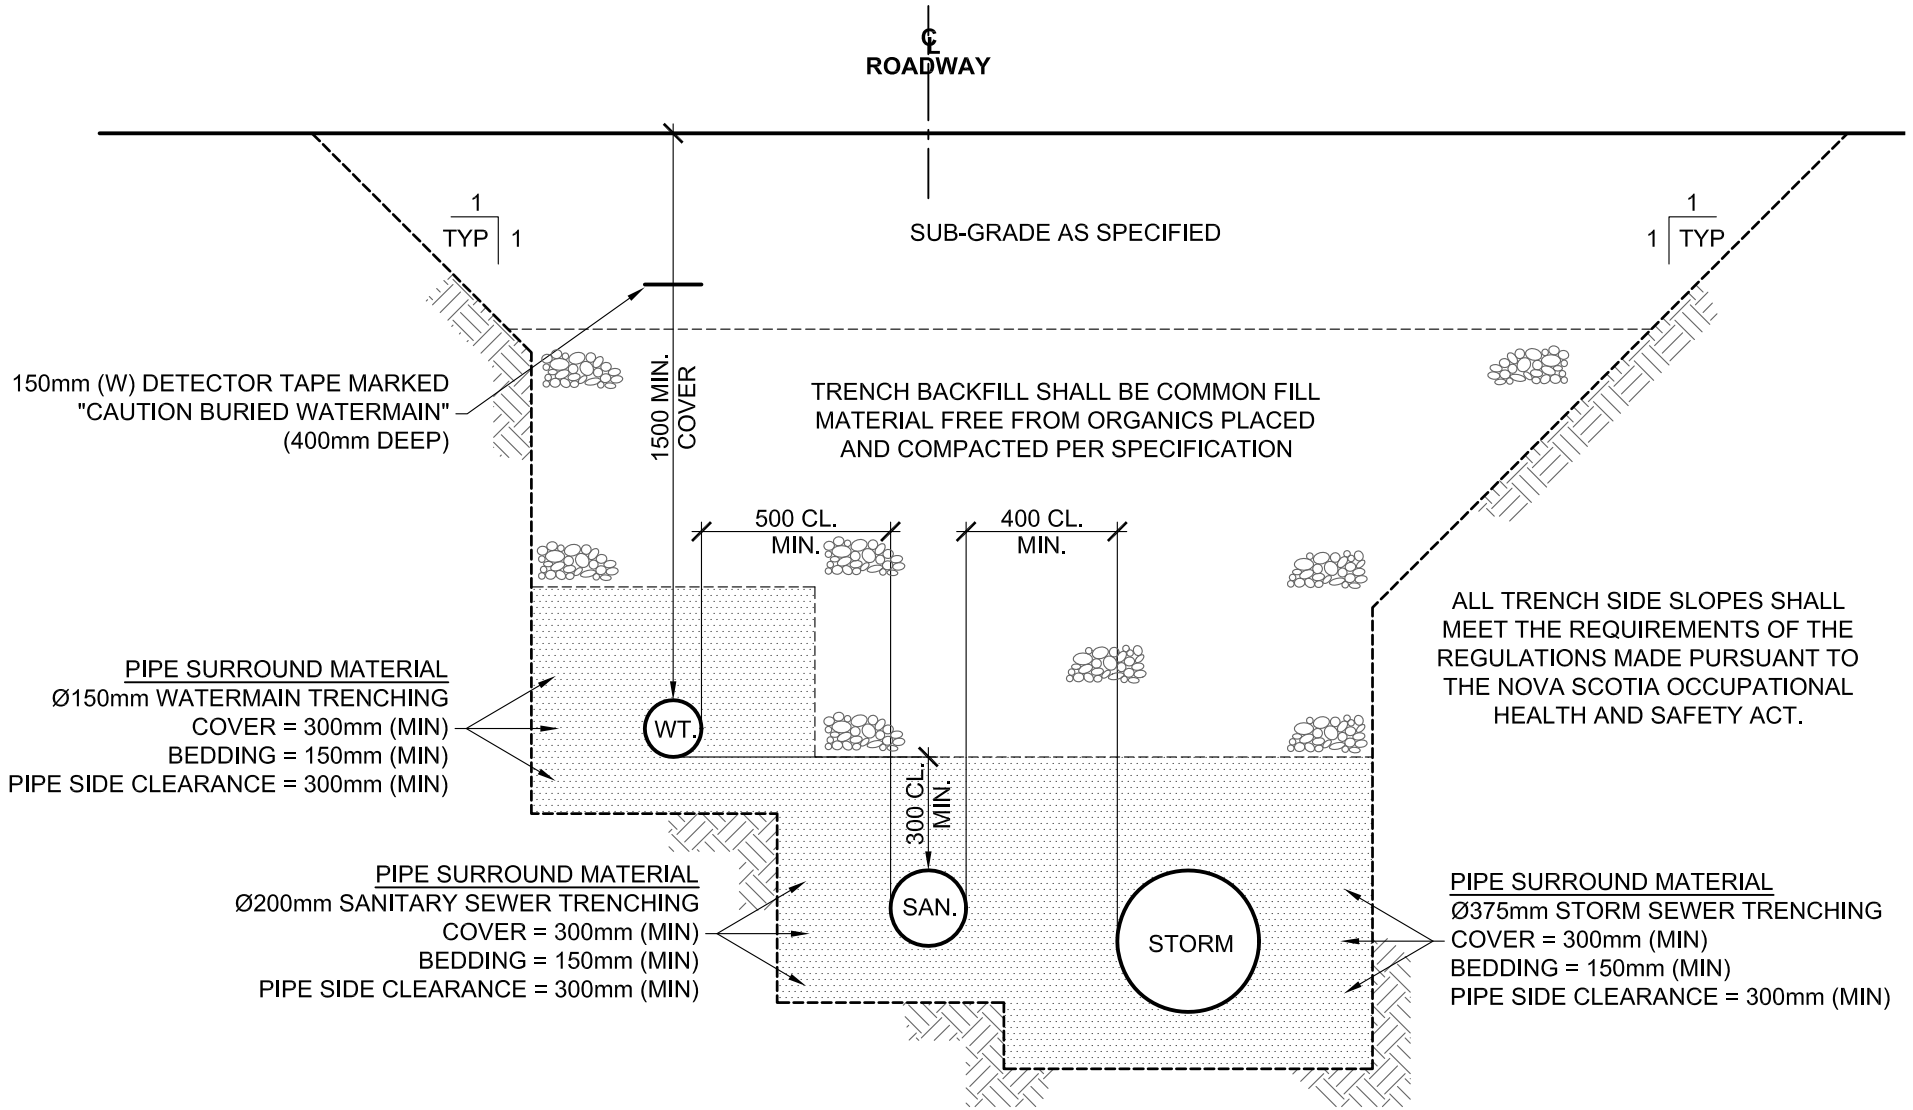 ℄
ROADWAY
1
TYP 1
1
1 TYP
SUB-GRADE AS SPECIFIED
150mm (W) DETECTOR TAPE MARKED
"CAUTION BURIED WATERMAIN"
(400mm DEEP)
1500 MIN.
COVER
TRENCH BACKFILL SHALL BE COMMON FILL
MATERIAL FREE FROM ORGANICS PLACED
AND COMPACTED PER SPECIFICATION
500 CL.
MIN.
400 CL.
MIN.
ALL TRENCH SIDE SLOPES SHALL
MEET THE REQUIREMENTS OF THE
REGULATIONS MADE PURSUANT TO
THE NOVA SCOTIA OCCUPATIONAL
HEALTH AND SAFETY ACT.
PIPE SURROUND MATERIAL
Ø150mm WATERMAIN TRENCHING
COVER = 300mm (MIN)
BEDDING = 150mm (MIN)
PIPE SIDE CLEARANCE = 300mm (MIN)
WT.
300 CL.
MIN.
PIPE SURROUND MATERIAL
Ø200mm SANITARY SEWER TRENCHING
COVER = 300mm (MIN)
BEDDING = 150mm (MIN)
PIPE SIDE CLEARANCE = 300mm (MIN)
SAN.
STORM
PIPE SURROUND MATERIAL
Ø375mm STORM SEWER TRENCHING
COVER = 300mm (MIN)
BEDDING = 150mm (MIN)
PIPE SIDE CLEARANCE = 300mm (MIN)